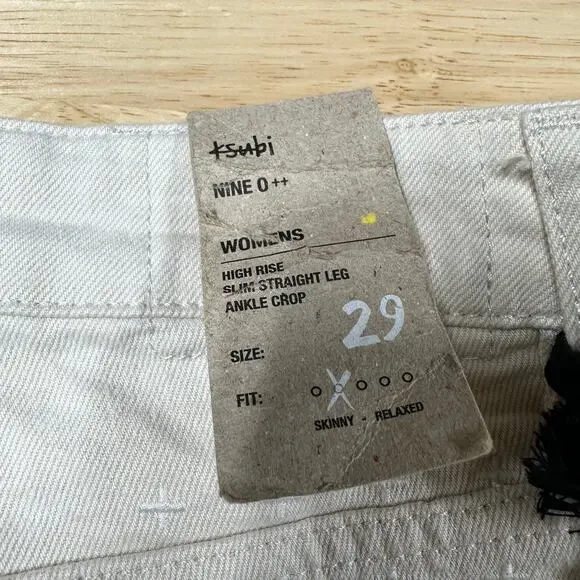 ksubi
NINE O++
WOMENS
HIGH RISE
SLIM STRAIGHT LEG
ANKLE CROP
SIZE: 29
FIT:
SKINNY - RELAXED